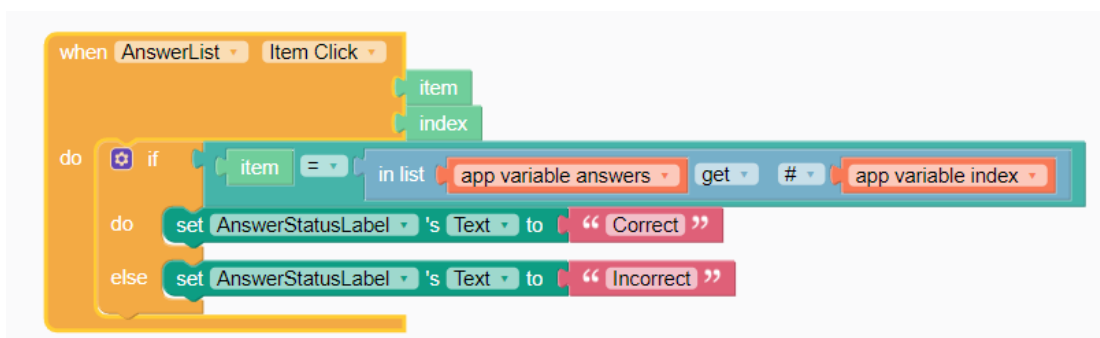 when AnswerList Item Click
item
index
do if item = in list app variable answers get # app variable index
do set AnswerStatusLabel 's Text to “ Correct ”
else set AnswerStatusLabel 's Text to “ Incorrect ”